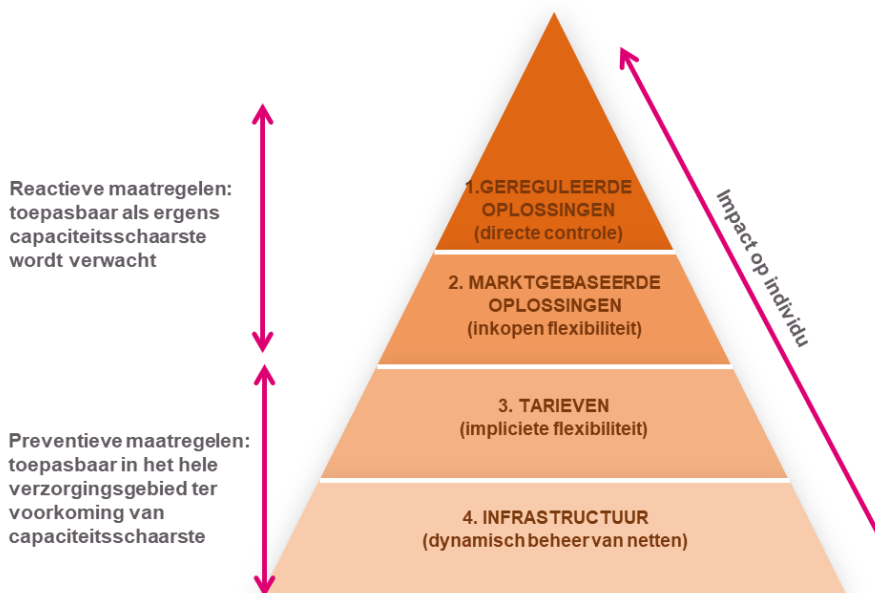 Reactieve maatregelen:
toepasbaar als ergens
capaciteitsschaarste
wordt verwacht
Preventieve maatregelen:
toepasbaar in het hele
verzorgingsgebied ter
voorkoming van
capaciteitsschaarste
1.GEREGULEERDE
OPLOSSINGEN
(directe controle)
2. MARKTGEBASEERDE
OPLOSSINGEN
(inkopen flexibiliteit)
3. TARIEVEN
(impliciete flexibiliteit)
4. INFRASTRUCTUUR
(dynamisch beheer van netten)
Impact op individu